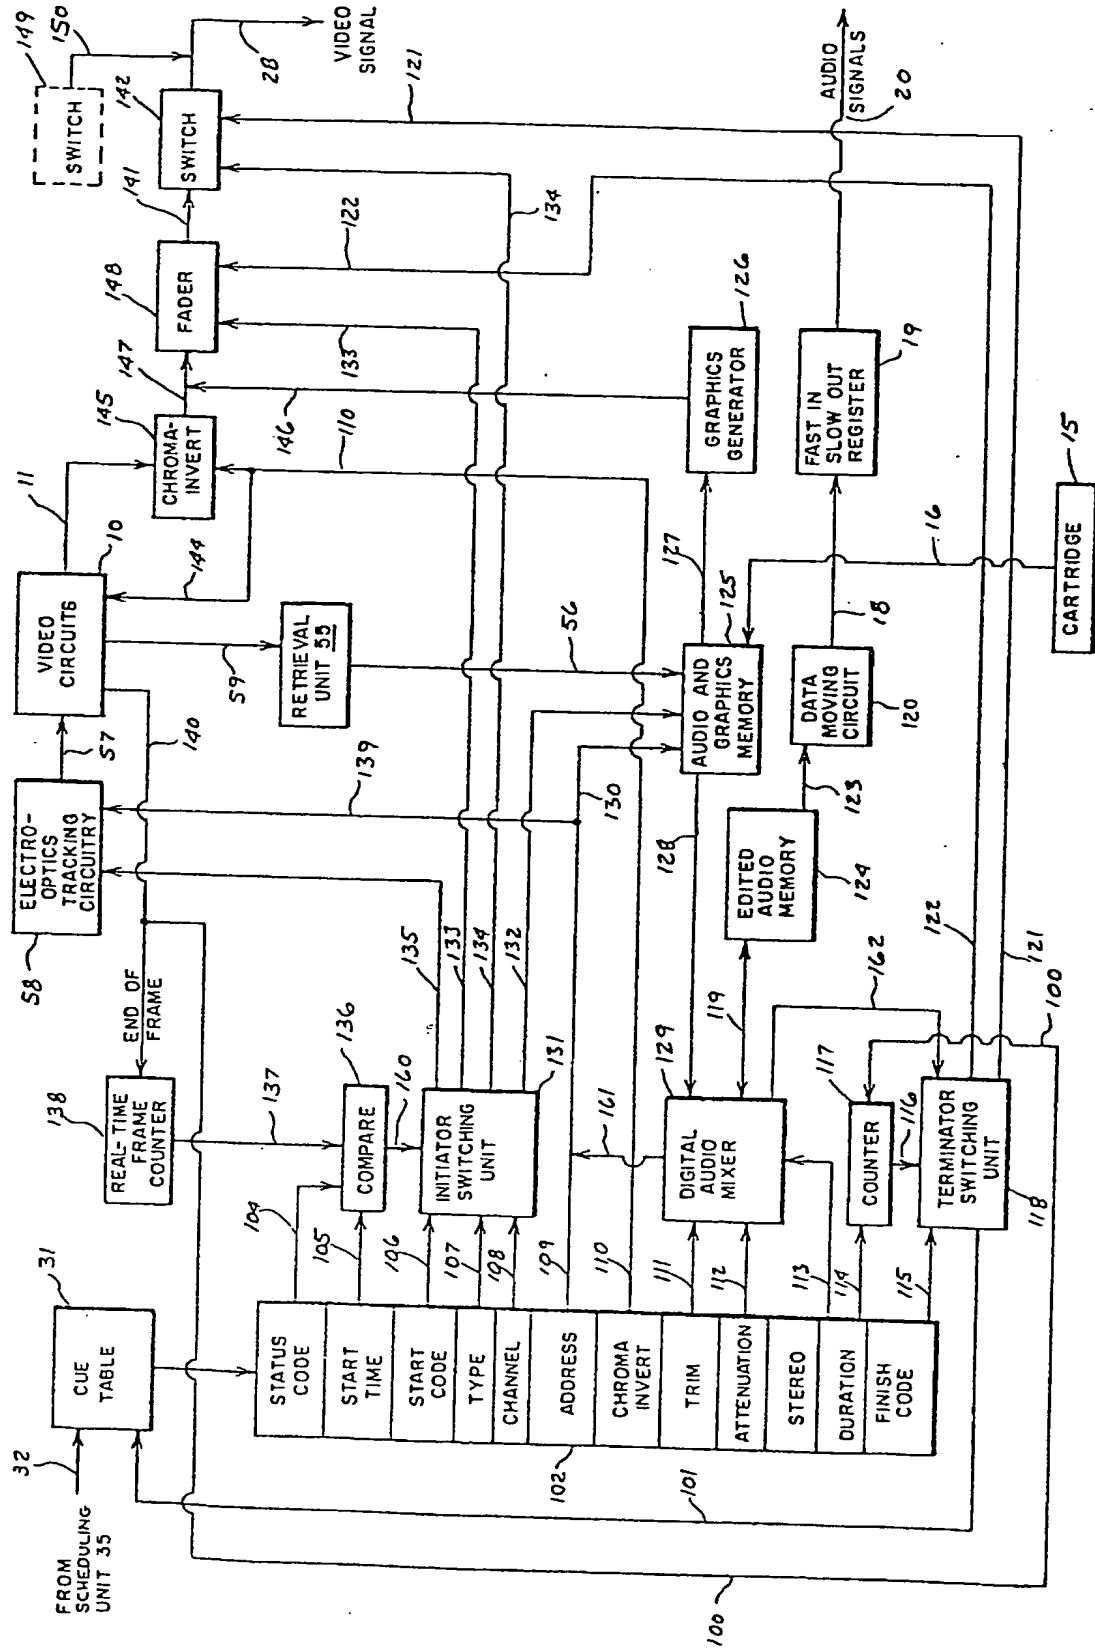 FROM
SCHEDULING
UNIT 35
32
31
CUE
TABLE
101
100
102
STATUS
CODE
START
TIME
START
CODE
TYPE
CHANNEL
ADDRESS
CHROMA
INVERT
TRIM
ATTENUATION
STEREO
DURATION
FINISH
CODE
104
105
106
107
108
109
110
111
112
113
114
115
138
REAL-TIME
FRAME
COUNTER
END OF
FRAME
137
136
COMPARE
160
INITIATOR
SWITCHING
UNIT
131
135
133
134
132
161
129
DIGITAL
AUDIO
MIXER
119
162
117
COUNTER
116
TERMINATOR
SWITCHING
UNIT
118
100
122
121
58
ELECTRO-
OPTICS
TRACKING
CIRCUITRY
57
140
139
130
128
EDITED
AUDIO
MEMORY
124
123
VIDEO
CIRCUITS
10
11
144
59
RETRIEVAL
UNIT 55
56
AUDIO AND
GRAPHICS
MEMORY
125
127
DATA
MOVING
CIRCUIT
120
18
16
CARTRIDGE
15
145
CHROMA-
INVERT
147
146
110
GRAPHICS
GENERATOR
126
FAST IN
SLOW OUT
REGISTER
19
148
FADER
141
133
122
134
149
SWITCH
150
142
SWITCH
28
VIDEO
SIGNAL
121
AUDIO
SIGNALS
20